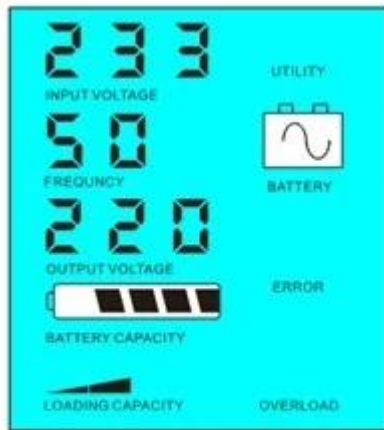 233
INPUT VOLTAGE
UTILITY
50
FREQUNCY
BATTERY
220
OUTPUT VOLTAGE
ERROR
BATTERY CAPACITY
LOADING CAPACITY
OVERLOAD